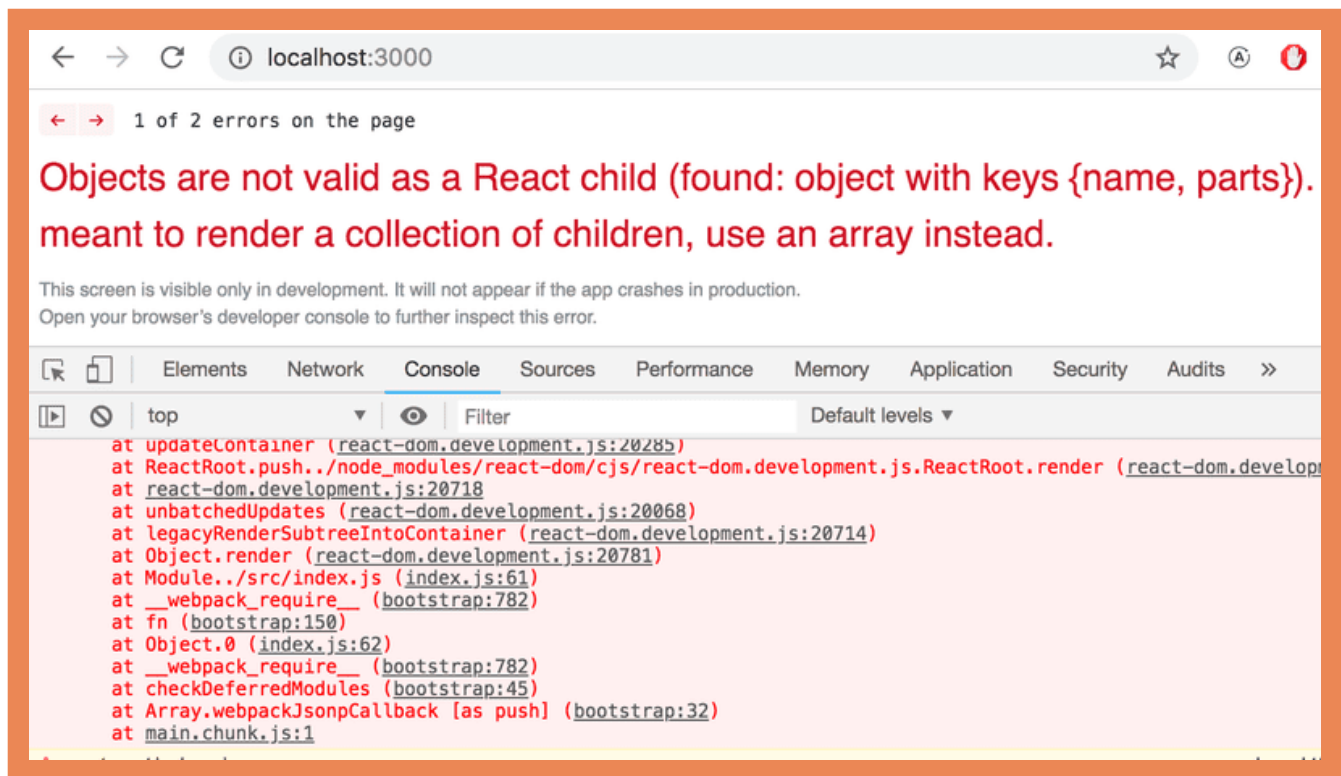 localhost:3000
1 of 2 errors on the page
Objects are not valid as a React child (found: object with keys {name, parts}).
meant to render a collection of children, use an array instead.
This screen is visible only in development. It will not appear if the app crashes in production.
Open your browser's developer console to further inspect this error.
Elements Network Console Sources Performance Memory Application Security Audits »
top Filter Default levels
at updateContainer (react-dom.development.js:20285)
at ReactRoot.push../node_modules/react-dom/cjs/react-dom.development.js.ReactRoot.render (react-dom.develop
at react-dom.development.js:20718
at unbatchedUpdates (react-dom.development.js:20068)
at legacyRenderSubtreeIntoContainer (react-dom.development.js:20714)
at Object.render (react-dom.development.js:20781)
at Module../src/index.js (index.js:61)
at __webpack_require__ (bootstrap:782)
at fn (bootstrap:150)
at Object.0 (index.js:62)
at __webpack_require__ (bootstrap:782)
at checkDeferredModules (bootstrap:45)
at Array.webpackJsonpCallback [as push] (bootstrap:32)
at main.chunk.js:1